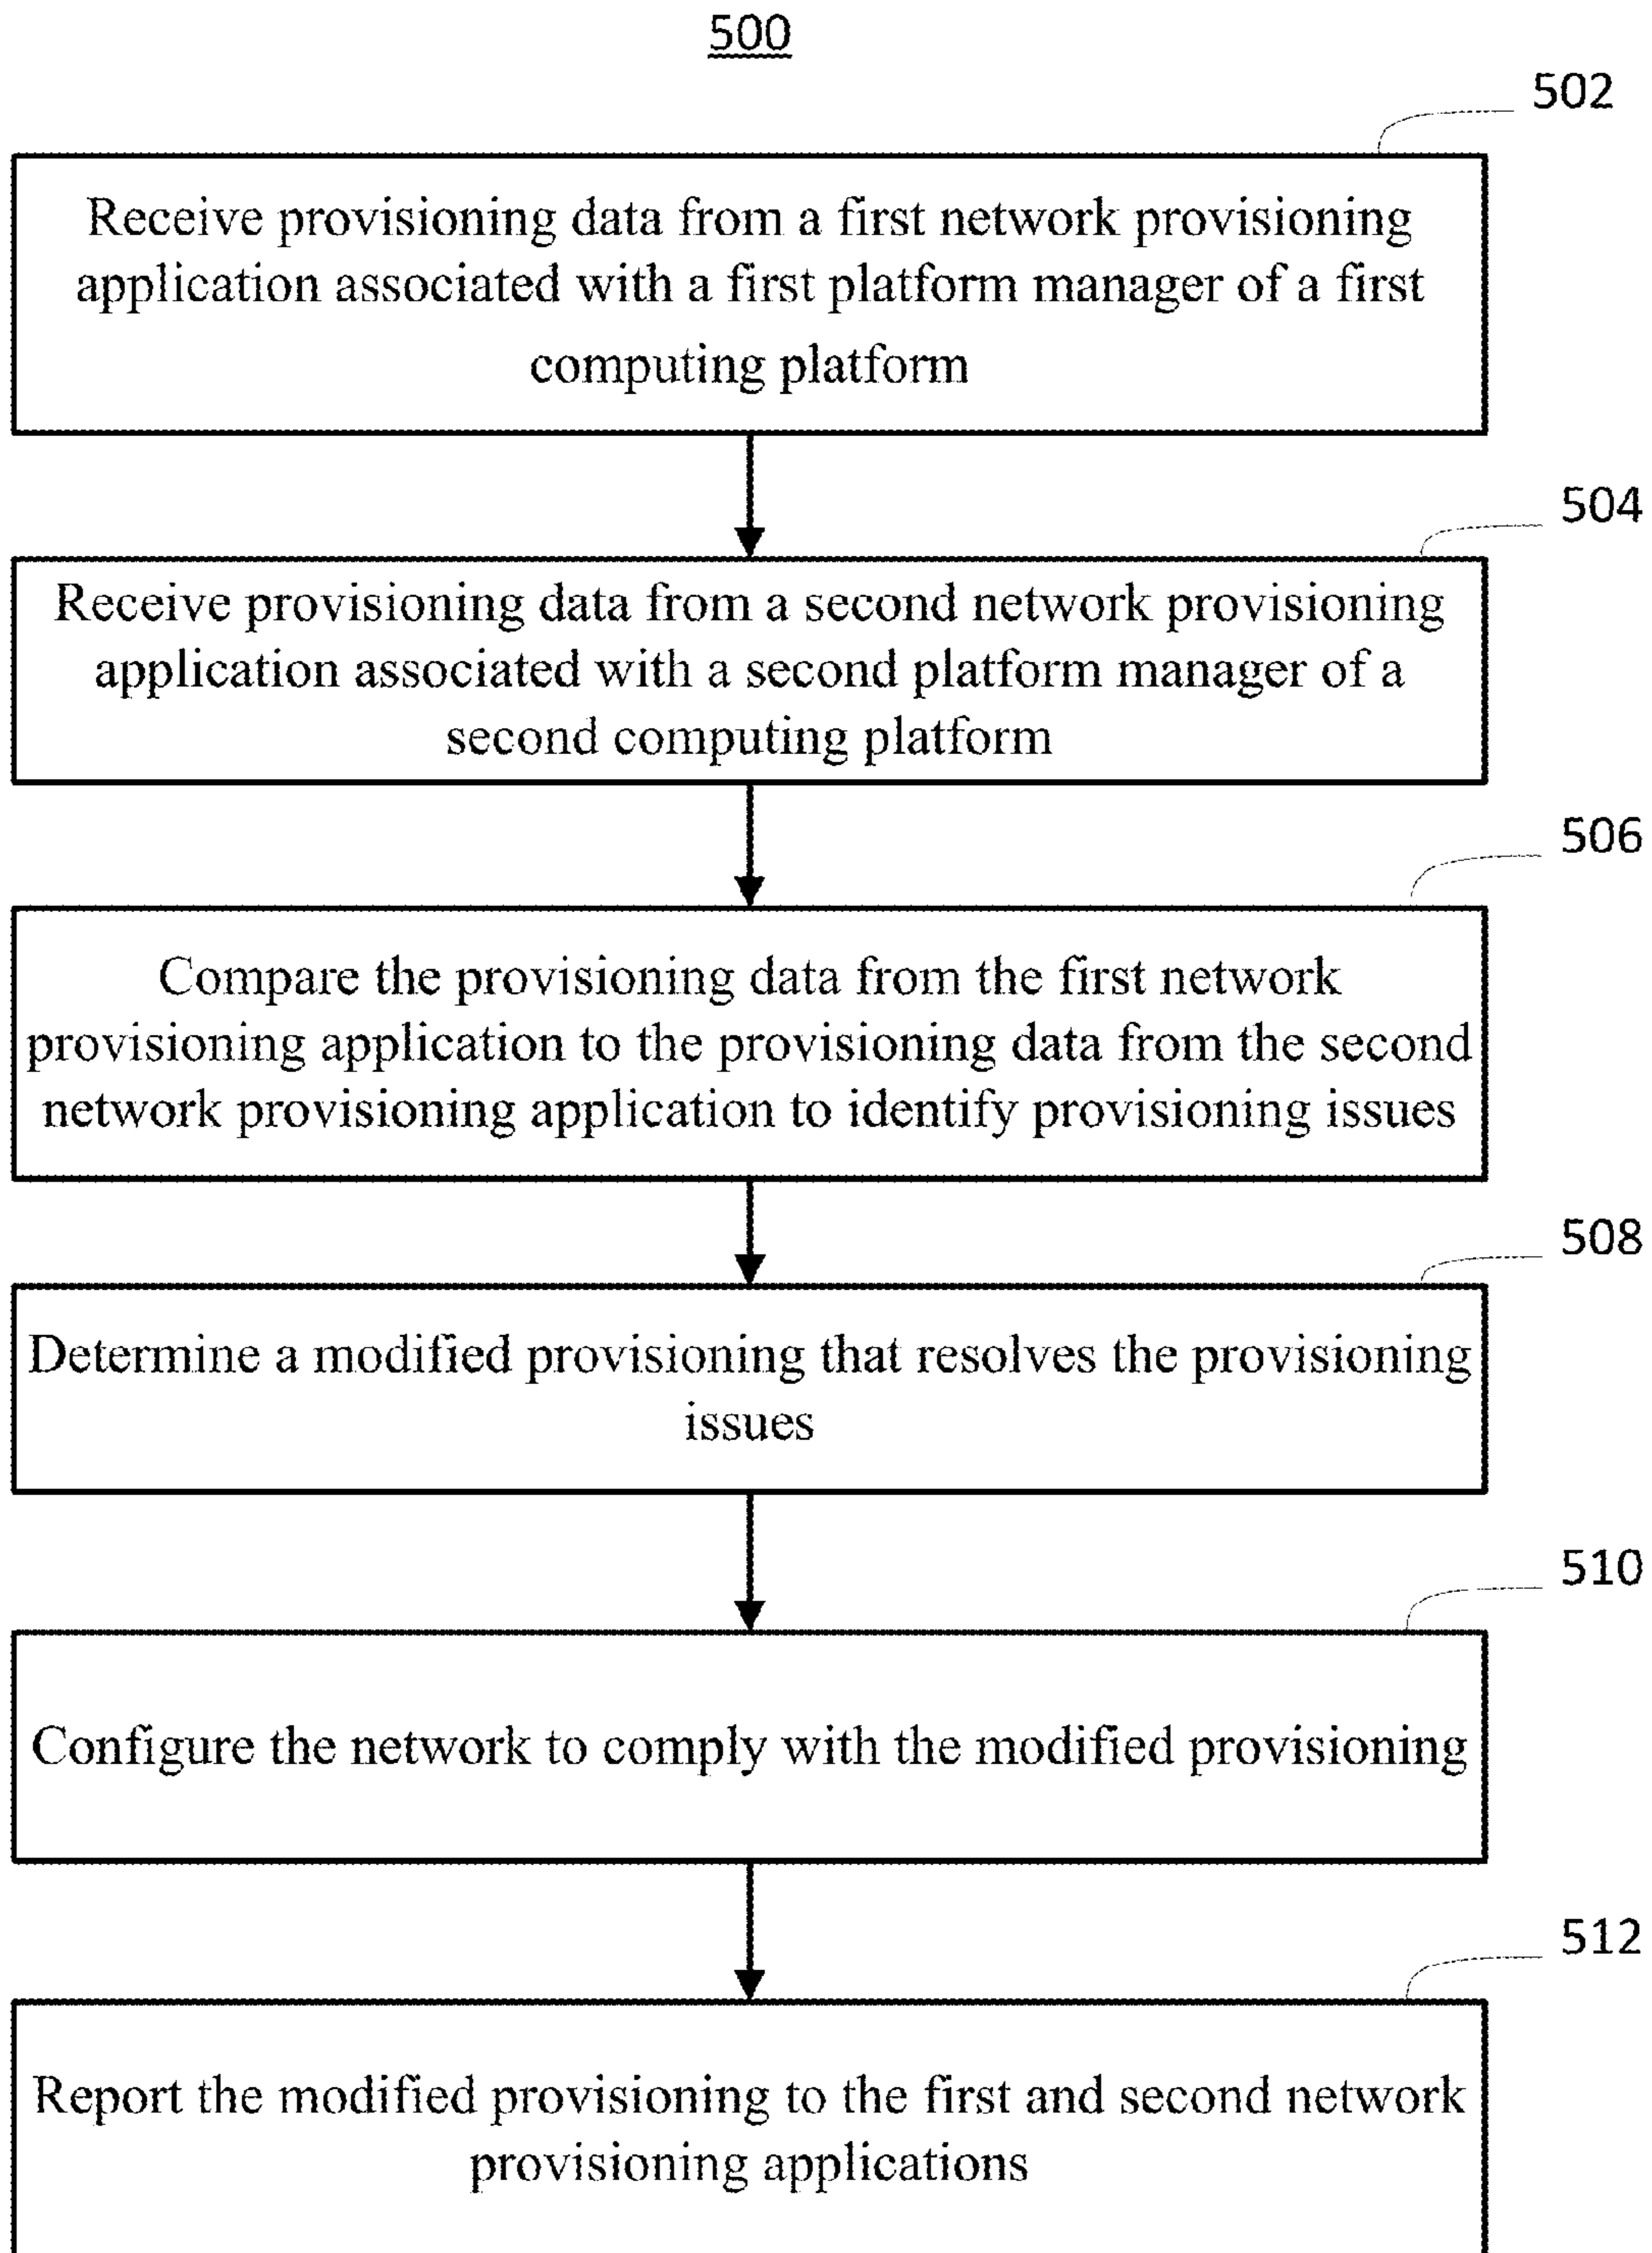 500
502
Receive provisioning data from a first network provisioning
application associated with a first platform manager of a first
computing platform
504
Receive provisioning data from a second network provisioning
application associated with a second platform manager of a
second computing platform
506
Compare the provisioning data from the first network
provisioning application to the provisioning data from the second
network provisioning application to identify provisioning issues
508
Determine a modified provisioning that resolves the provisioning
issues
510
Configure the network to comply with the modified provisioning
512
Report the modified provisioning to the first and second network
provisioning applications